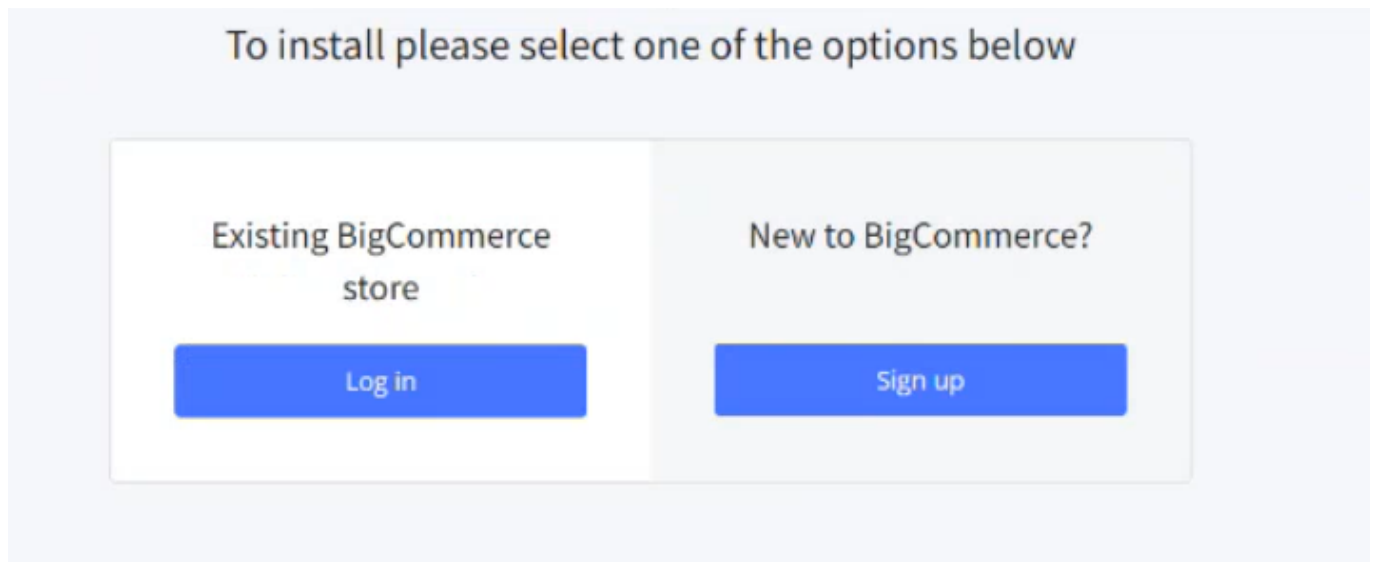 To install please select one of the options below
Existing BigCommerce
store
Log in
New to BigCommerce?
Sign up